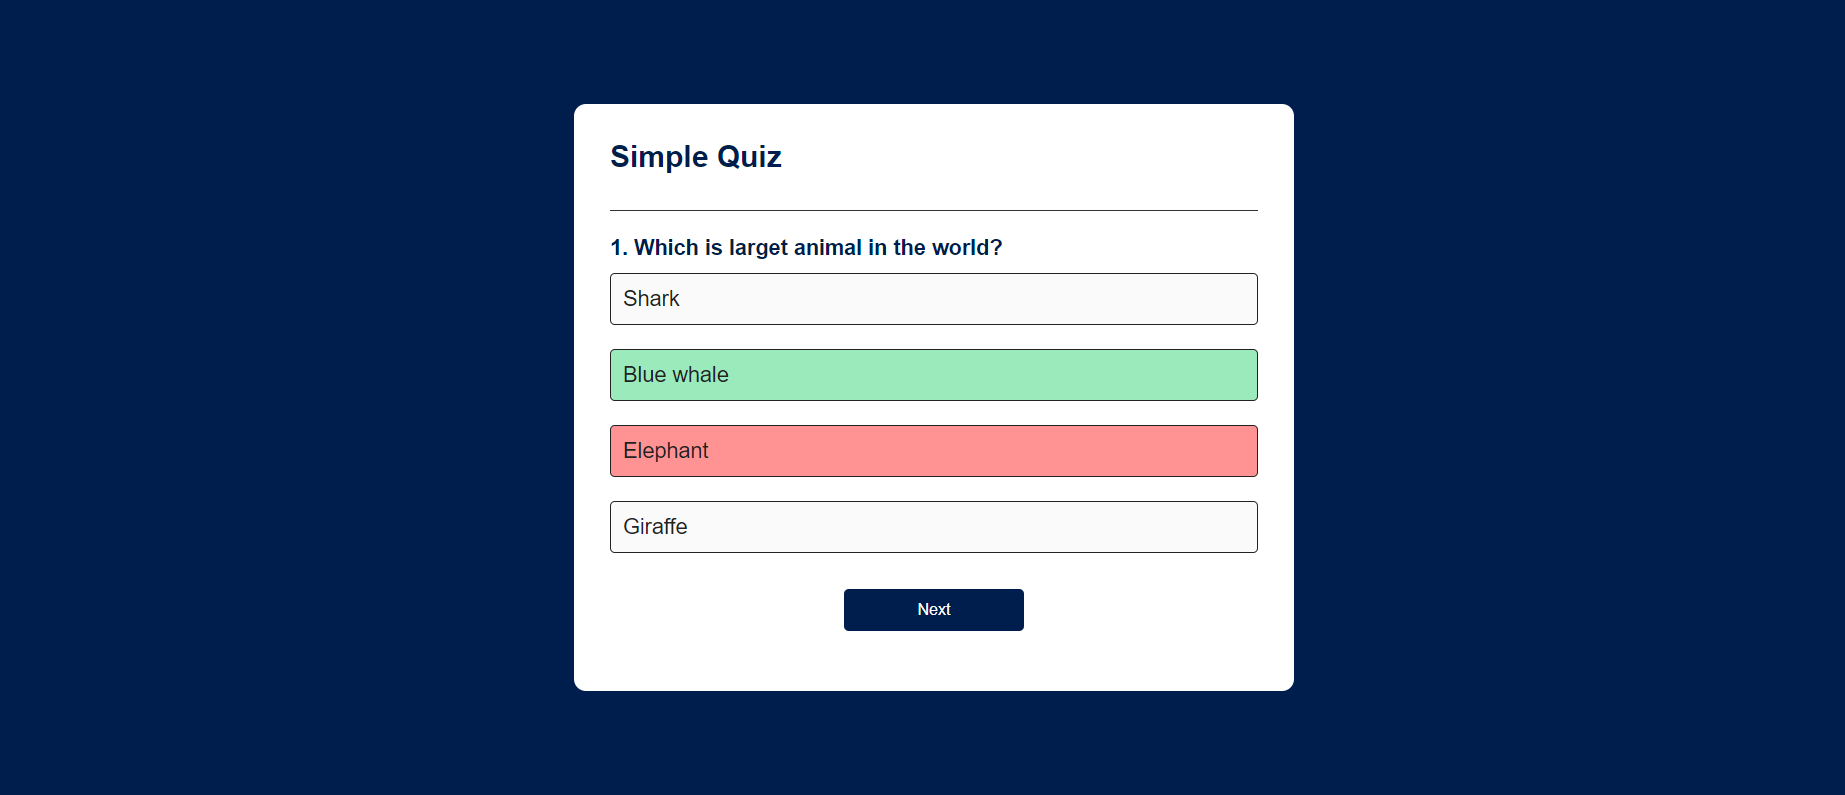 Simple Quiz
1. Which is larget animal in the world?
Shark
Blue whale
Elephant
Giraffe
Next